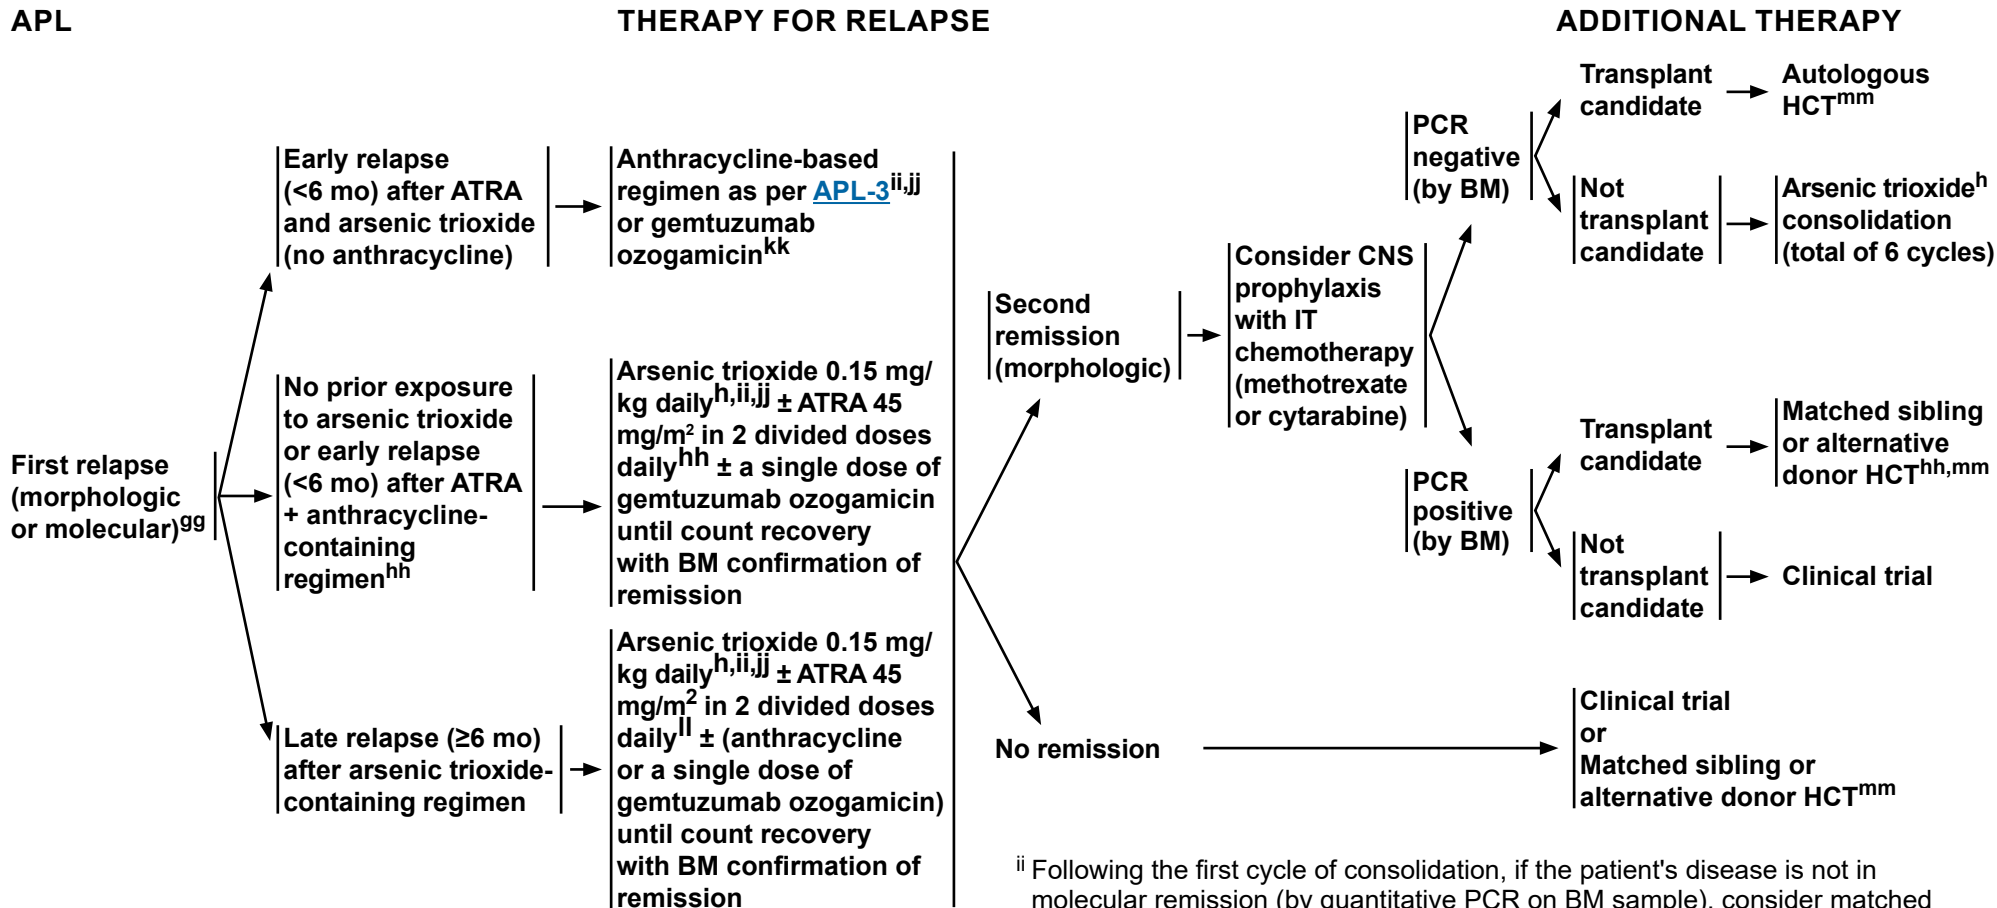 APL
THERAPY FOR RELAPSE
ADDITIONAL THERAPY
First relapse
(morphologic
or molecular)gg
Early relapse
(<6 mo) after ATRA
and arsenic trioxide
(no anthracycline)
Anthracycline-based
regimen as per APL-3ii,jj
or gemtuzumab
ozogamicinkk
No prior exposure
to arsenic trioxide
or early relapse
(<6 mo) after ATRA
+ anthracycline-
containing
regimenhh
Arsenic trioxide 0.15 mg/
kg dailyh,ii,jj ± ATRA 45
mg/m² in 2 divided doses
dailyhh ± a single dose of
gemtuzumab ozogamicin
until count recovery
with BM confirmation of
remission
Late relapse (≥6 mo)
after arsenic trioxide-
containing regimen
Arsenic trioxide 0.15 mg/
kg dailyh,ii,jj ± ATRA 45
mg/m2 in 2 divided doses
dailyll ± (anthracycline
or a single dose of
gemtuzumab ozogamicin)
until count recovery
with BM confirmation of
remission
Second
remission
(morphologic)
Consider CNS
prophylaxis
with IT
chemotherapy
(methotrexate
or cytarabine)
PCR
negative
(by BM)
Transplant
candidate
Autologous
HCTmm
Not
transplant
candidate
Arsenic trioxideh
consolidation
(total of 6 cycles)
PCR
positive
(by BM)
Transplant
candidate
Matched sibling
or alternative
donor HCThh,mm
Not
transplant
candidate
Clinical trial
No remission
Clinical trial
or
Matched sibling or
alternative donor HCTmm
ii Following the first cycle of consolidation, if the patient's disease is not in
molecular remission (by quantitative PCR on BM sample), consider matched